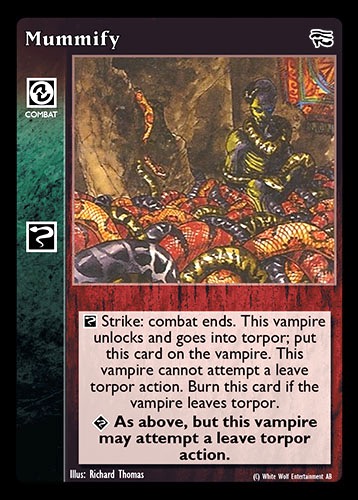 Mummify
COMBAT
Strike: combat ends. This vampire
unlocks and goes into torpor; put
this card on the vampire. This
vampire cannot attempt a leave
torpor action. Burn this card if the
vampire leaves torpor.
As above, but this vampire
may attempt a leave torpor
action.
Illus: Richard Thomas
(C) White Wolf Entertainment AB